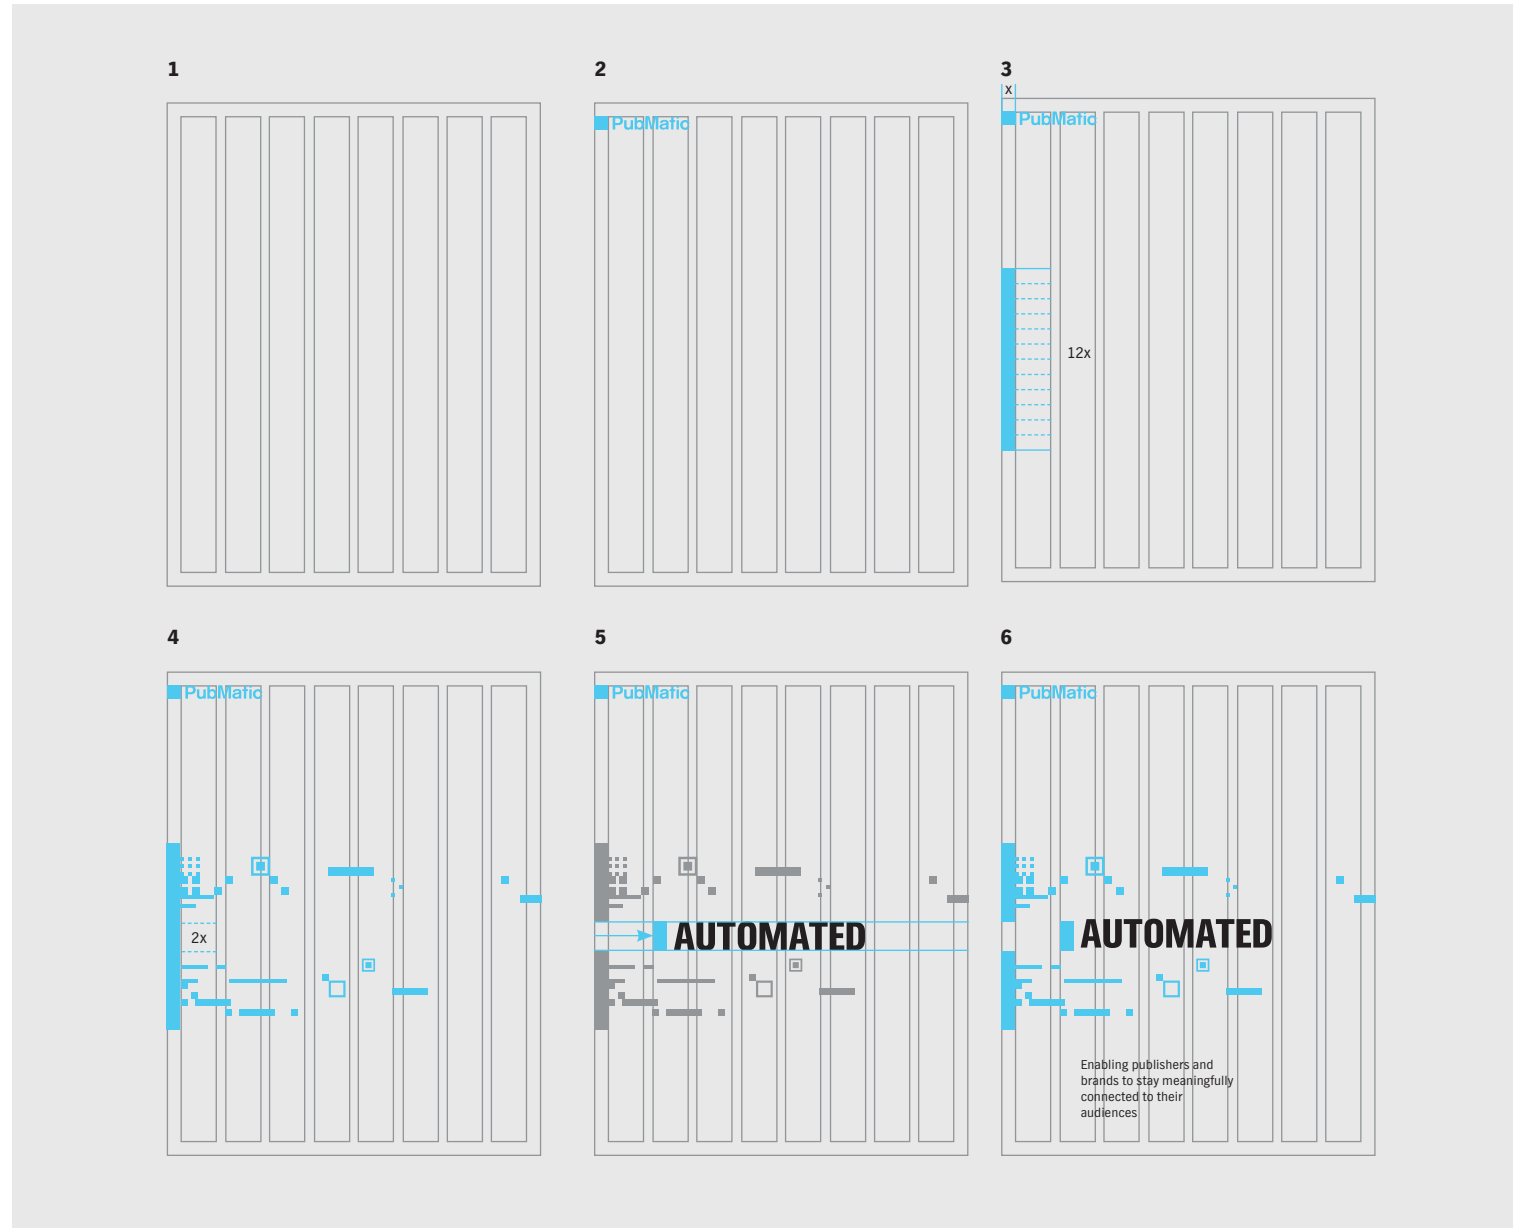 1
2
3
x
PubMatic
PubMatic
12x
4
5
6
PubMatic
PubMatic
PubMatic
2x
AUTOMATED
AUTOMATED
Enabling publishers and
brands to stay meaningfully
connected to their
audiences